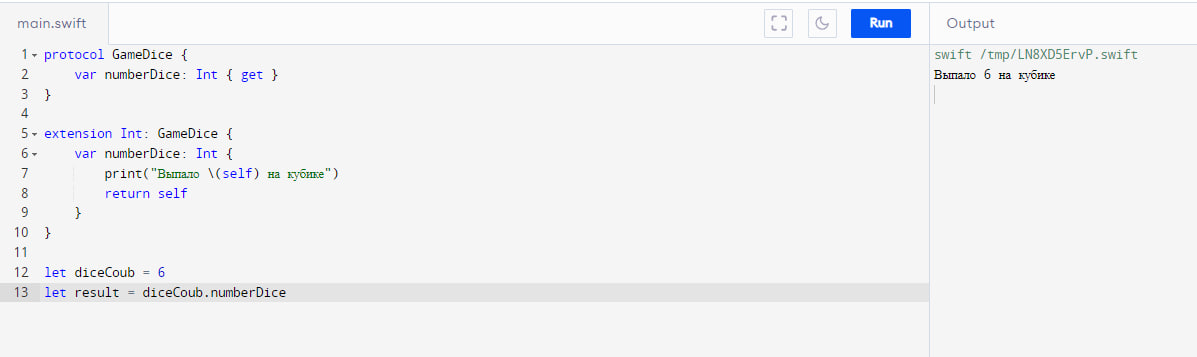 main.swift
Run
Output
1 protocol GameDice {
2 var numberDice: Int { get }
3 }
4
5 extension Int: GameDice {
6 var numberDice: Int {
7 print("Выпало \(self) на кубике")
8 return self
9 }
10 }
11
12 let diceCoub = 6
13 let result = diceCoub.numberDice
swift /tmp/LN8XD5ErvP.swift
Выпало 6 на кубике